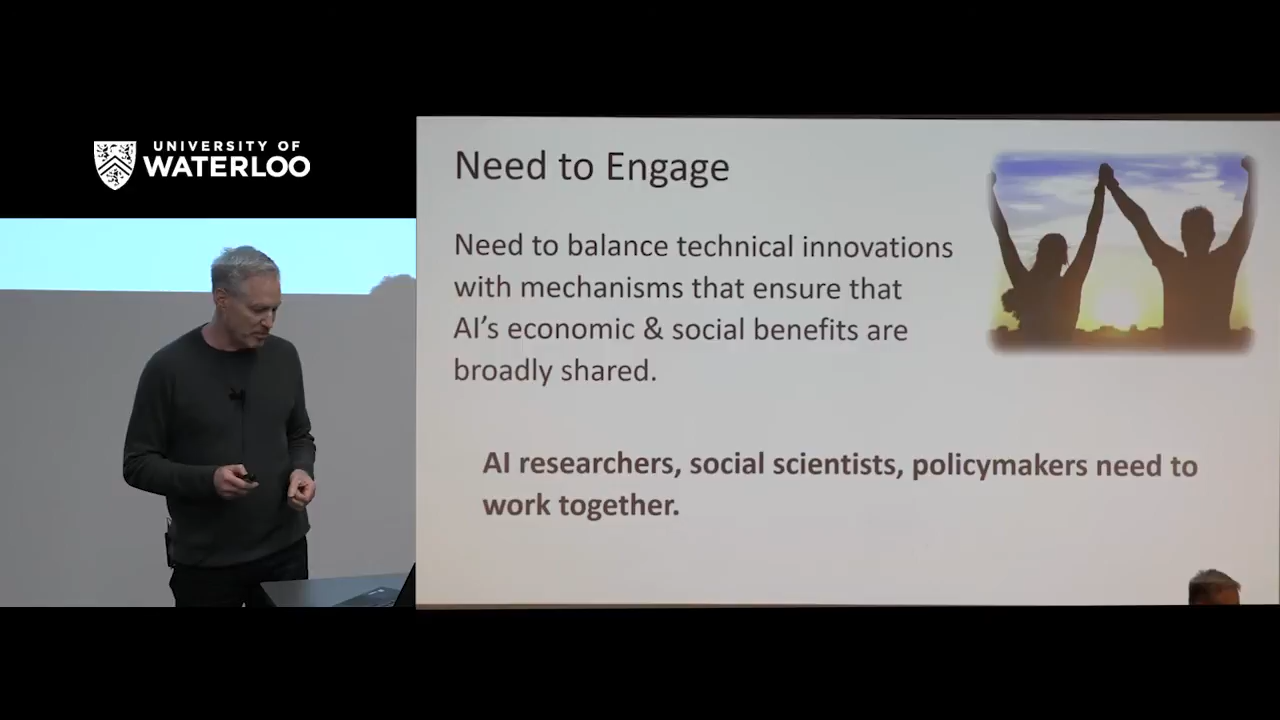 UNIVERSITY OF
WATERLOO
Need to Engage
Need to balance technical innovations
with mechanisms that ensure that
AI's economic & social benefits are
broadly shared.
AI researchers, social scientists, policymakers need to
work together.